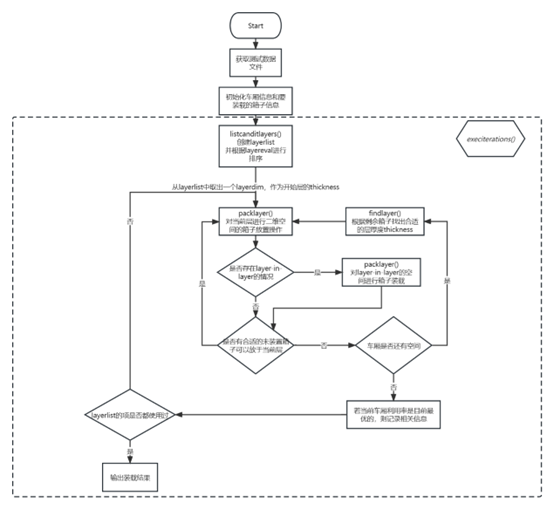 Start
获取测试数据
文件
初始化车厢信息和要
装载的箱子信息
listcanditlayers()
创建layerlist
并根据layereval进行
排序
execiterations()
从layerlist中取出一个layerdim，作为开始层的thickness
否
packlayer()
对当前层进行二维空
间的箱子放置操作
findlayer()
根据剩余箱子找出合适
的层厚度thickness
是否存在layer-in-
layer的情况
是
packlayer()
对layer-in-layer的空
间进行箱子装载
是
是
否
是否有合适的未装载箱
子可以放于当前层
否
车厢是否还有空间
否
layerlist的项是否都使用过
若当前车厢利用率是目前最
优的，则记录相关信息
是
输出装载结果